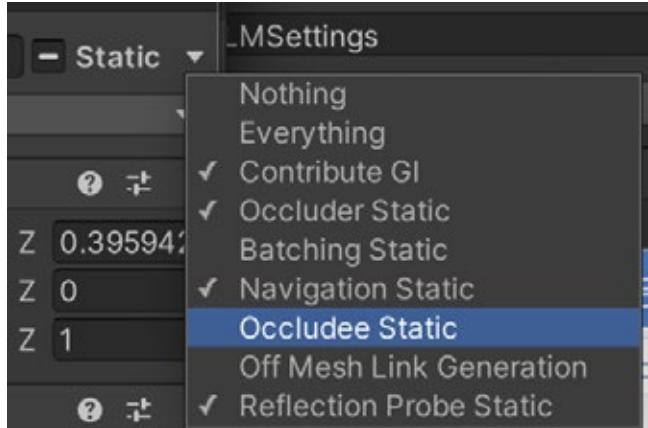 Static
LMSettings
Nothing
Everything
✓ Contribute GI
✓ Occluder Static
Batching Static
✓ Navigation Static
Occludee Static
Off Mesh Link Generation
✓ Reflection Probe Static
Z 0.395942
Z 0
Z 1